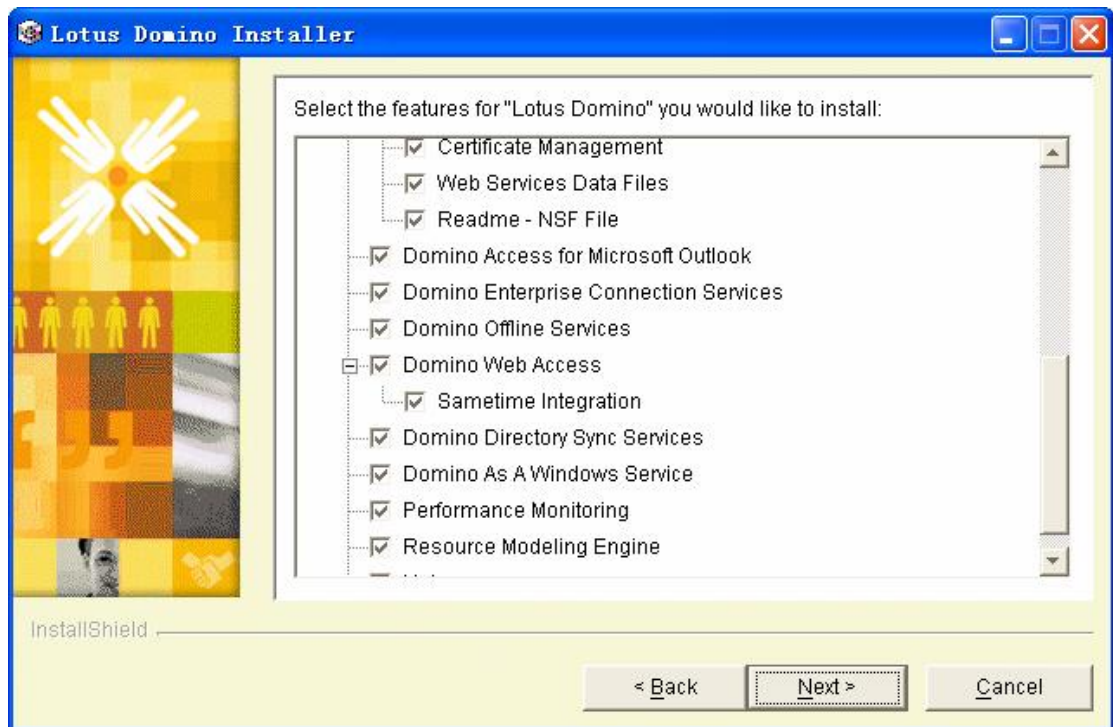 Lotus Domino Installer
Select the features for "Lotus Domino" you would like to install:
Certificate Management
Web Services Data Files
Readme - NSF File
Domino Access for Microsoft Outlook
Domino Enterprise Connection Services
Domino Offline Services
Domino Web Access
Sametime Integration
Domino Directory Sync Services
Domino As A Windows Service
Performance Monitoring
Resource Modeling Engine
InstallShield
< Back
Next >
Cancel